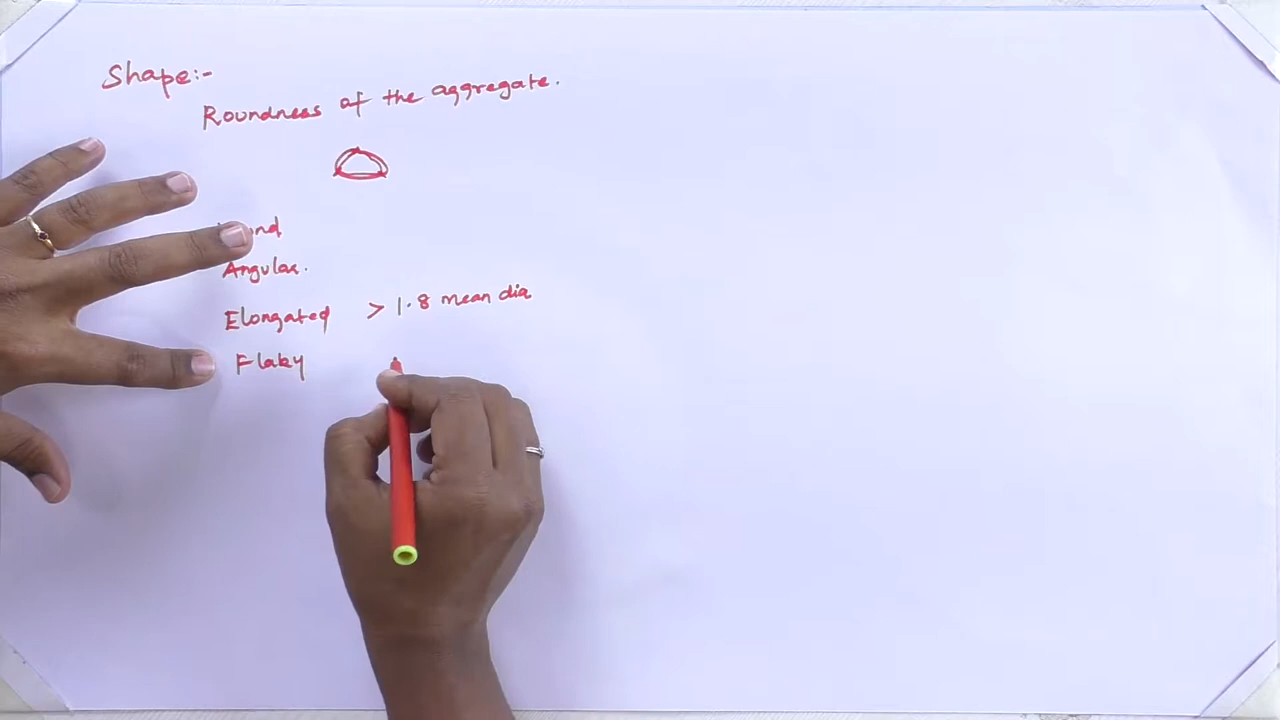 Shape:-
Roundness of the aggregate.
Angular.
Elongated > 1.8 mean dia
Flaky